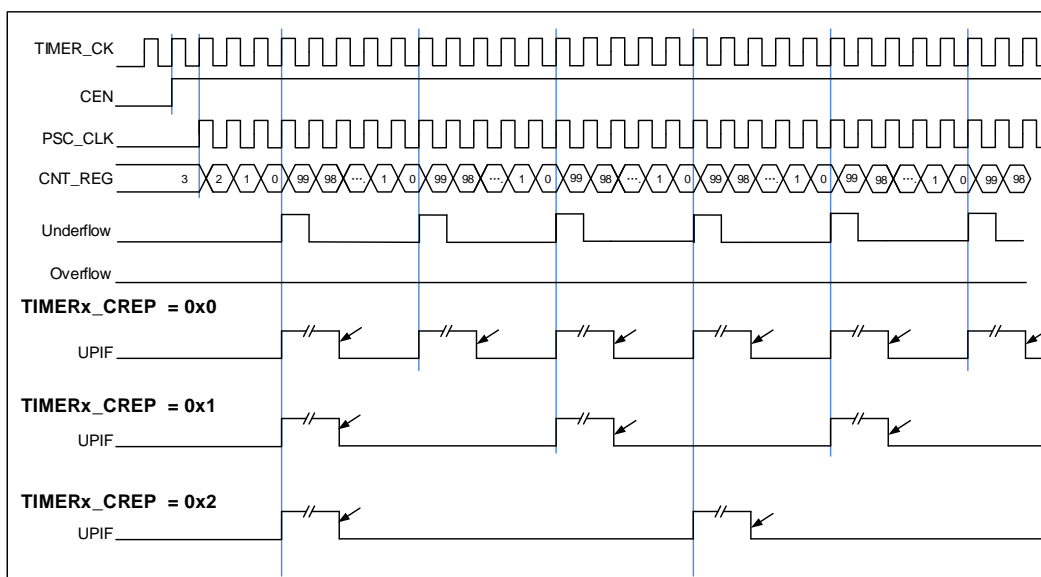 TIMER_CK
CEN
PSC_CLK
CNT_REG 3 2 1 0 99 98 ... 1 0 99 98 .... 1 0 99 98 ... 1 0 99 98 ... 1 0 99 98 ... 1 0 99 98
Underflow
Overflow
TIMERx_CREP = 0x0
UPIF
TIMERx_CREP = 0x1
UPIF
TIMERx_CREP = 0x2
UPIF